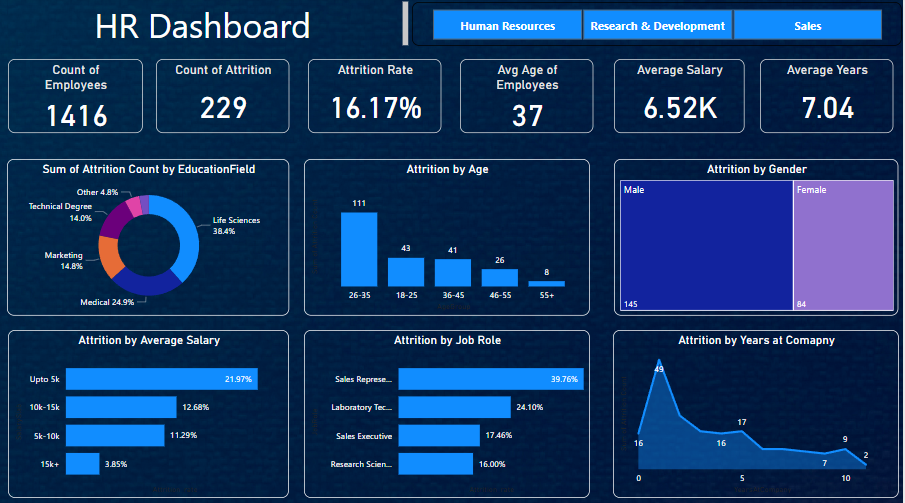 HR Dashboard
Human Resources
Research & Development
Sales
Count of
Employees
1416
Count of Attrition
229
Attrition Rate
16.17%
Avg Age of
Employees
37
Average Salary
6.52K
Average Years
7.04
Sum of Attrition Count by EducationField
Other 4.8%
Technical Degree
14.0%
Marketing
14.8%
Medical 24.9%
Life Sciences
38.4%
Attrition by Age
111
43
41
26
8
26-35
18-25
36-45
46-55
55+
Attrition by Gender
Male
145
Female
84
Attrition by Average Salary
Upto 5k
21.97%
10k-15k
12.68%
5k-10k
11.29%
15k+
3.85%
Attrition by Job Role
Sales Represe...
39.76%
Laboratory Tec...
24.10%
Sales Executive
17.46%
Research Scien...
16.00%
Attrition by Years at Comapny
49
16
16
17
7
9
2
0
5
10